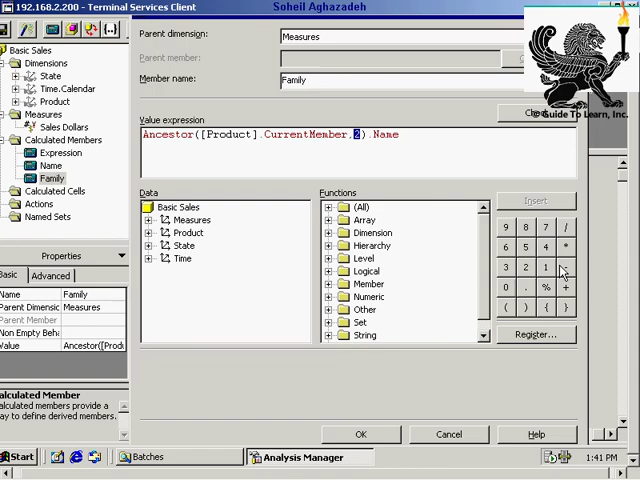 192.168.2.200 - Terminal Services Client
Soheil Aghazadeh
© Guide To Learn, Inc.
Basic Sales
Dimensions
State
Time.Calendar
Product
Measures
Sales Dollars
Calculated Members
Expression
Name
Family
Calculated Cells
Actions
Named Sets
Properties
Basic
Advanced
Name
Family
Parent Dimension
Measures
Parent Member
Non Empty Beha
Value
Ancestor([Produ
Calculated Member
alculated members provide a
ay to define derived members.
Parent dimension:
Measures
Parent member:
Member name:
Family
Value expression
Check
Ancestor([Product].CurrentMember,2).Name
Data
Basic Sales
Measures
Product
State
Time
Functions
(All)
Array
Dimension
Hierarchy
Level
Logical
Member
Numeric
Other
Set
String
Insert
9 8 7 /
6 5 4 *
3 2 1 -
0 . % +
( ) { }
Register...
OK
Cancel
Help
Start
Batches
Analysis Manager
1:41 PM